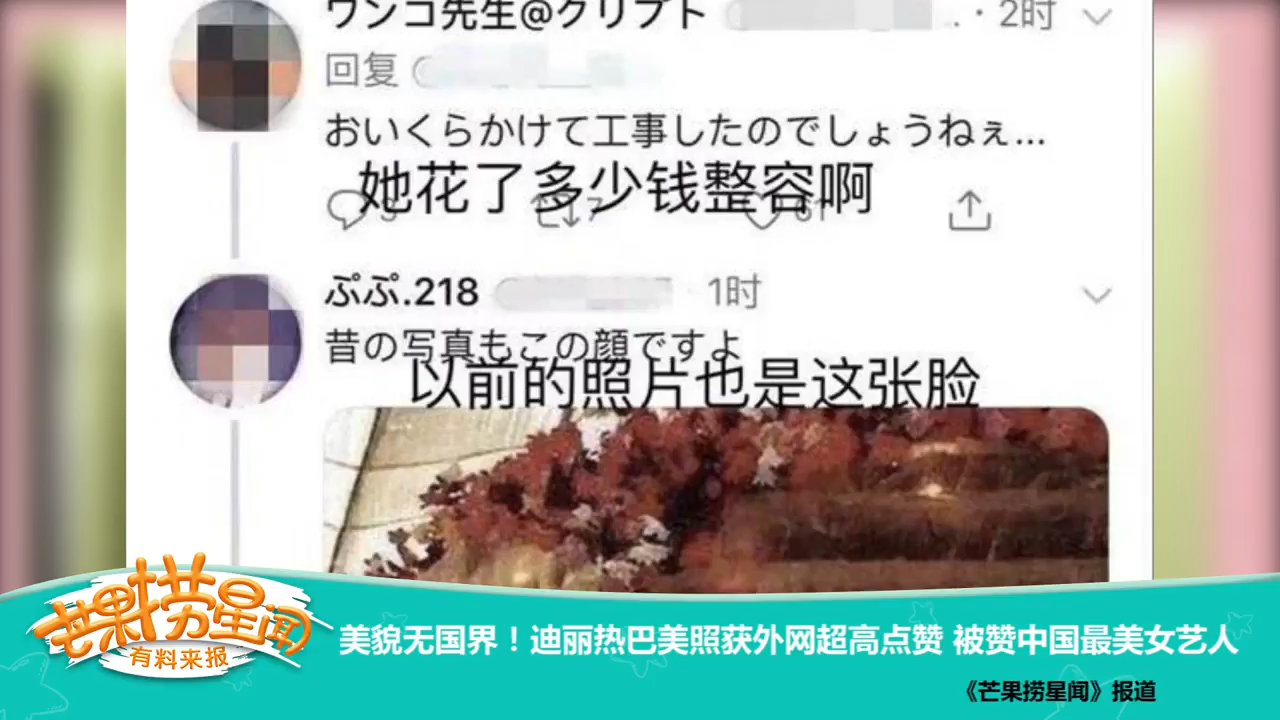 ワンコ先生@クリプト · 2时
回复
おいくらかけて工事したのでしょうねぇ...
她花了多少钱整容啊
3 7 61
ぷぷ.218 · 1时
昔の写真もこの顔ですよ
以前的照片也是这张脸
芒果捞星闻
有料来报
美貌无国界！迪丽热巴美照获外网超高点赞 被赞中国最美女艺人
《芒果捞星闻》报道